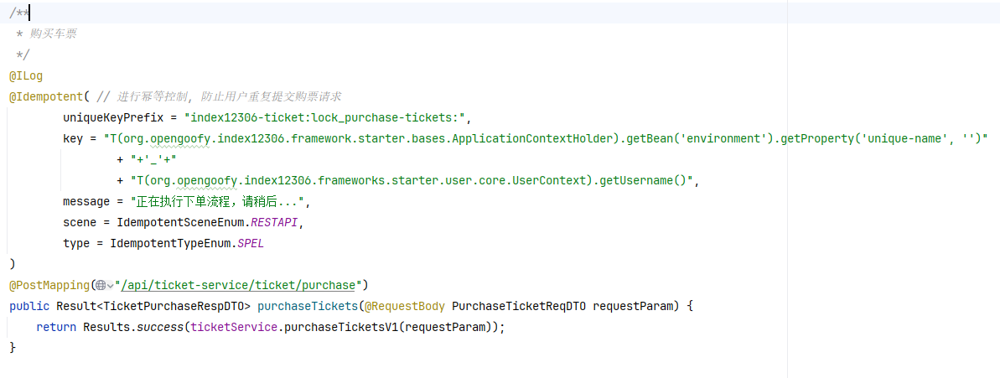 /**
 * 购买车票
 */
@ILog
@Idempotent( // 进行幂等控制，防止用户重复提交购票请求
        uniqueKeyPrefix = "index12306-ticket:lock_purchase-tickets:",
        key = "T(org.opengoofy.index12306.framework.starter.bases.ApplicationContextHolder).getBean('environment').getProperty('unique-name', '')"
                + "+'_'+"
                + "T(org.opengoofy.index12306.frameworks.starter.user.core.UserContext).getUsername()",
        message = "正在执行下单流程，请稍后...",
        scene = IdempotentSceneEnum.RESTAPI,
        type = IdempotentTypeEnum.SPEL
)
@PostMapping("/api/ticket-service/ticket/purchase")
public Result<TicketPurchaseRespDTO> purchaseTickets(@RequestBody PurchaseTicketReqDTO requestParam) {
    return Results.success(ticketService.purchaseTicketsV1(requestParam));
}